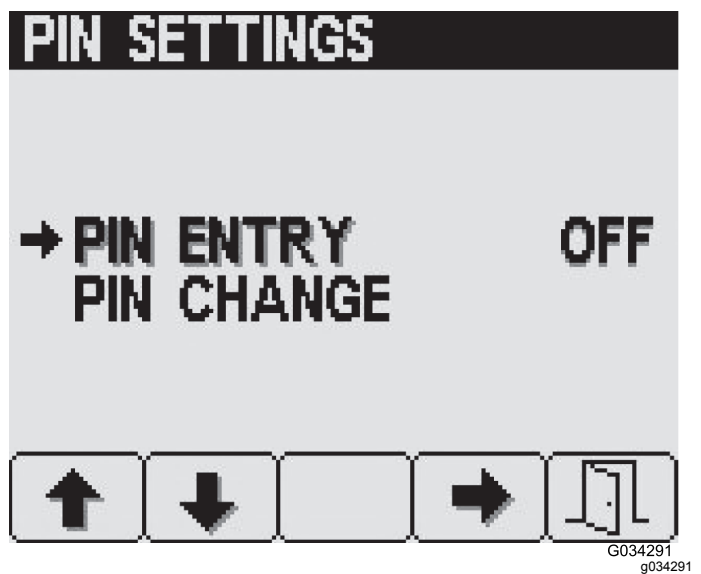 PIN SETTINGS
PIN ENTRY OFF
PIN CHANGE
G034291
g034291